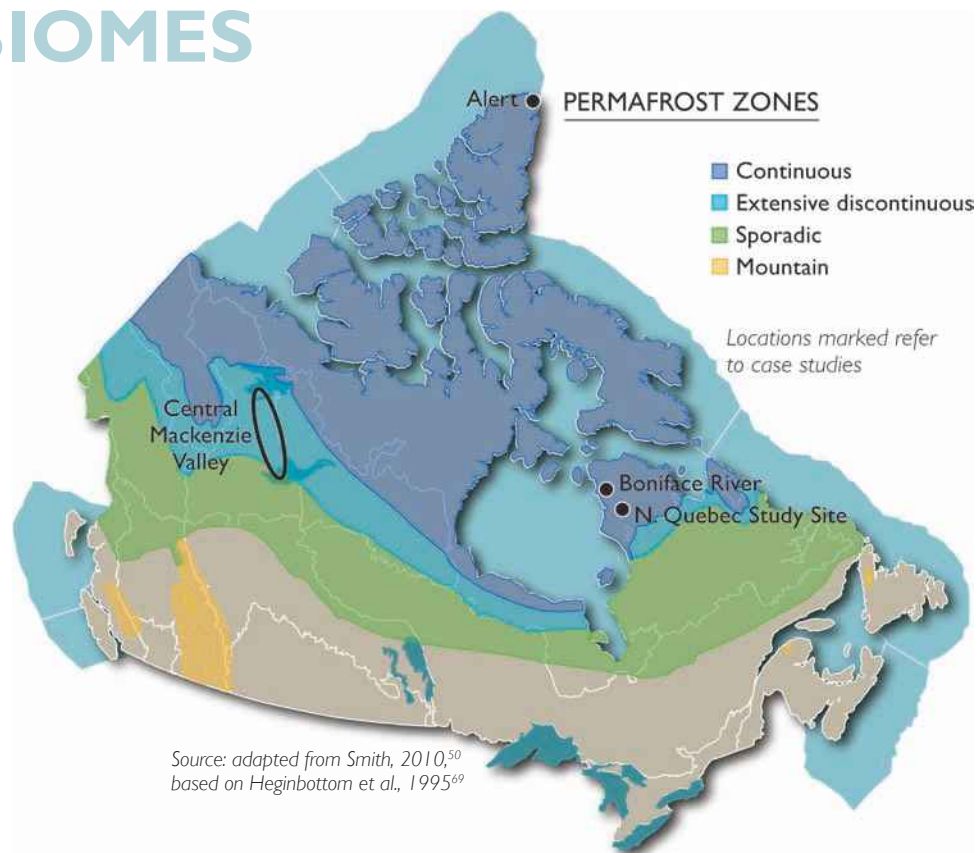 BIOMES
Alert
PERMAFROST ZONES
Continuous
Extensive discontinuous
Sporadic
Mountain
Locations marked refer
to case studies
Central
Mackenzie
Valley
Boniface River
N. Quebec Study Site
Source: adapted from Smith, 2010,50
based on Heginbottom et al., 199569